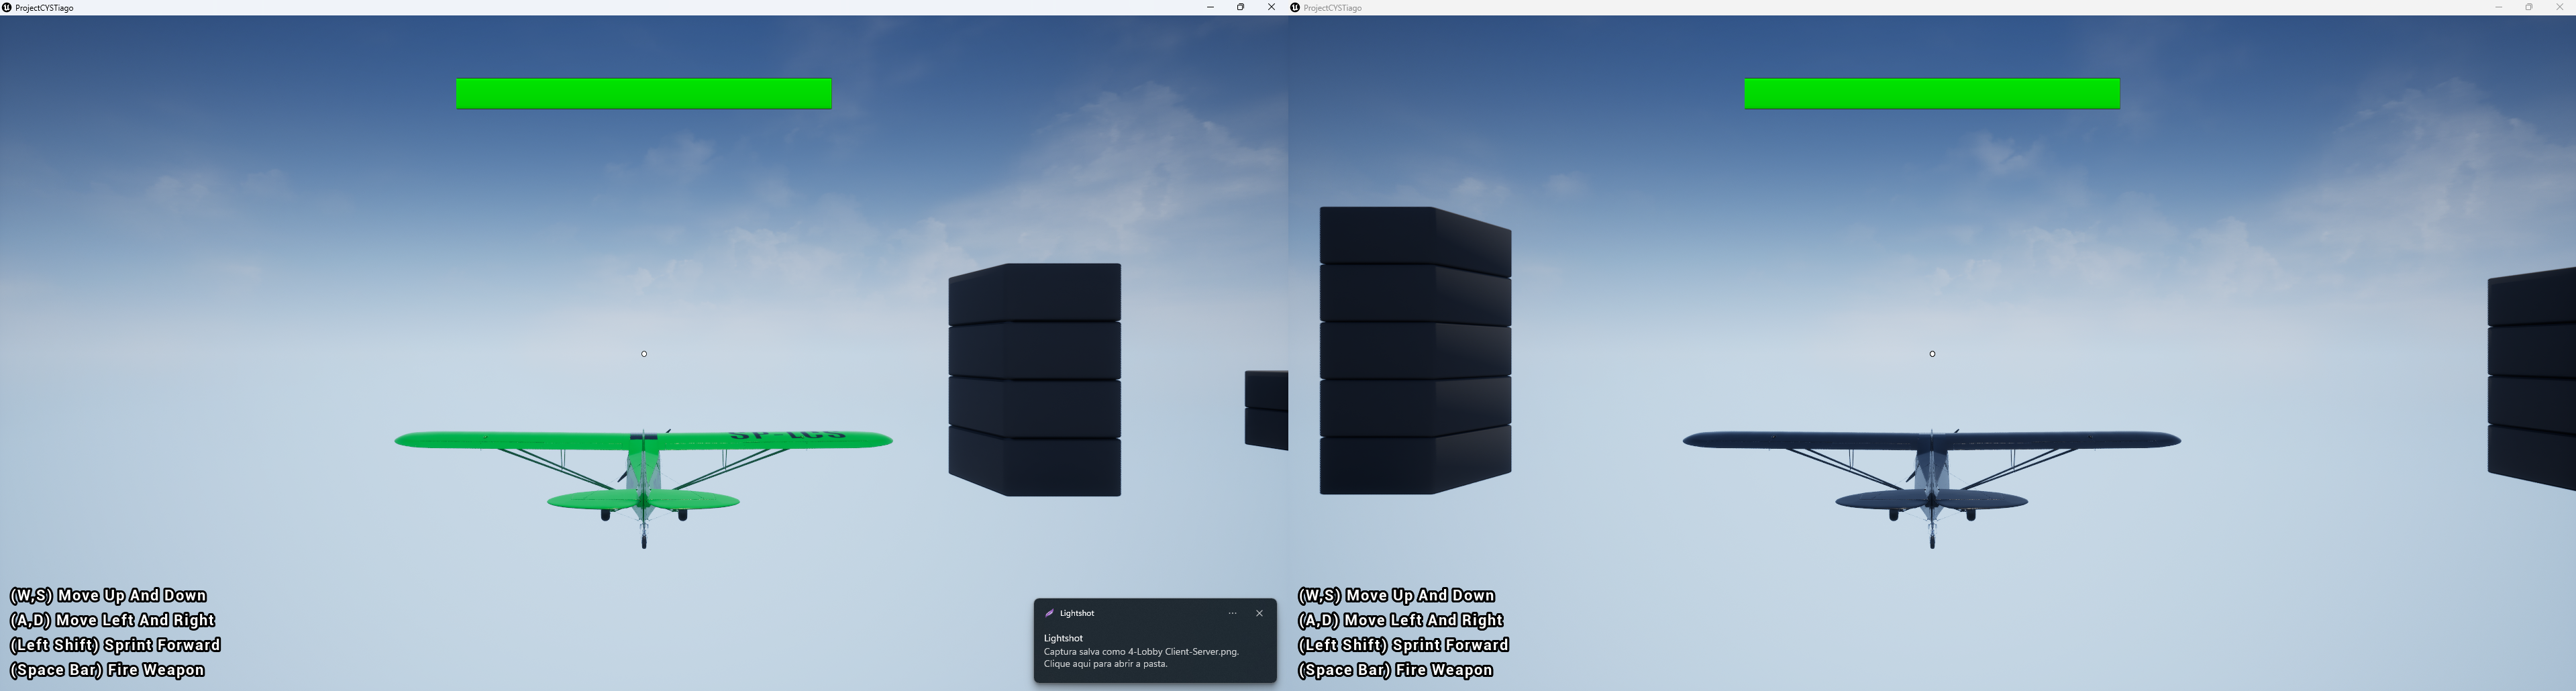 ProjectCYSTiago
ProjectCYSTiago
(W,S) Move Up And Down
(A,D) Move Left And Right
(Left Shift) Sprint Forward
(Space Bar) Fire Weapon
Lightshot
Lightshot
Captura salva como 4-Lobby Client-Server.png.
Clique aqui para abrir a pasta.
(W,S) Move Up And Down
(A,D) Move Left And Right
(Left Shift) Sprint Forward
(Space Bar) Fire Weapon